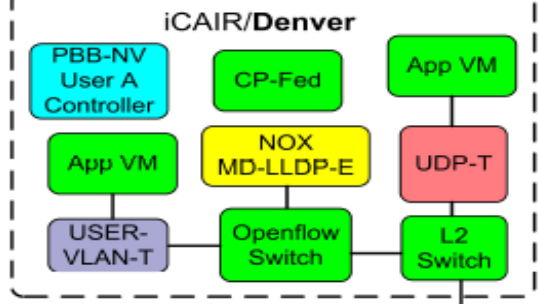 iCAIR/Denver
PBB-NV
User A
Controller
CP-Fed
App VM
App VM
NOX
MD-LLDP-E
UDP-T
USER-
VLAN-T
Openflow
Switch
L2
Switch